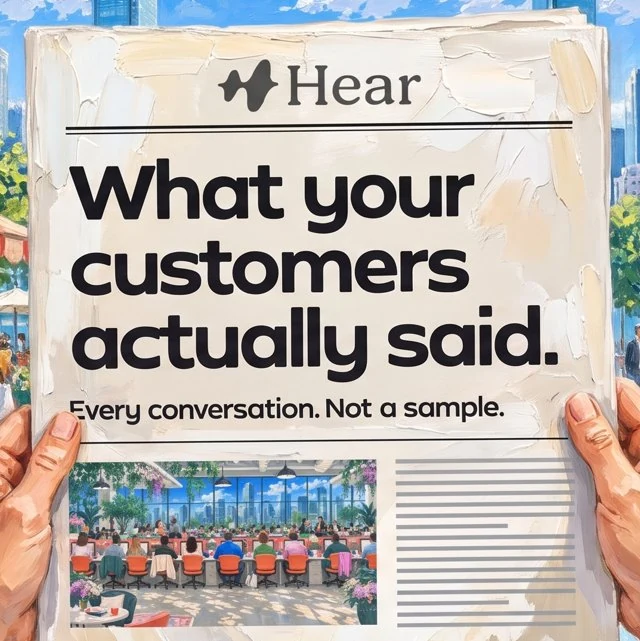 Hear
What your
customers
actually said.
Every conversation. Not a sample.